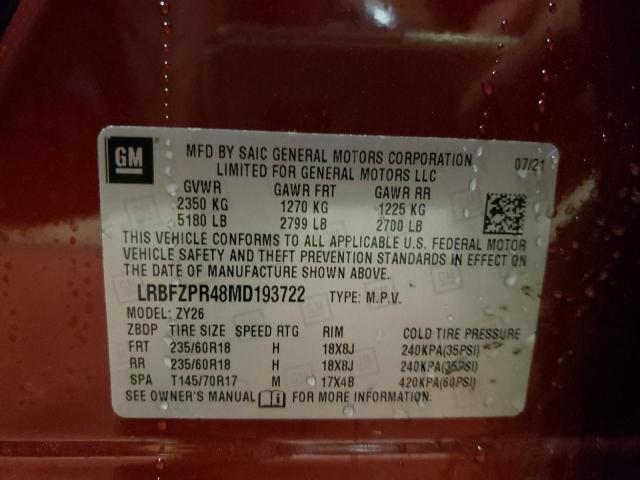 GM
MFD BY SAIC GENERAL MOTORS CORPORATION 07/21
LIMITED FOR GENERAL MOTORS LLC
GVWR GAWR FRT GAWR RR
2350 KG 1270 KG 1225 KG
5180 LB 2799 LB 2700 LB
THIS VEHICLE CONFORMS TO ALL APPLICABLE U.S. FEDERAL MOTOR
VEHICLE SAFETY AND THEFT PREVENTION STANDARDS IN EFFECT ON
THE DATE OF MANUFACTURE SHOWN ABOVE.
LRBFZPR48MD193722 TYPE: M.P.V.
MODEL: ZY26
ZBDP TIRE SIZE SPEED RTG RIM COLD TIRE PRESSURE
FRT 235/60R18 H 18X8J 240KPA(35PSI)
RR 235/60R18 H 18X8J 240KPA(35PSI)
SPA T145/70R17 M 17X4B 420KPA(60PSI)
SEE OWNER'S MANUAL FOR MORE INFORMATION.